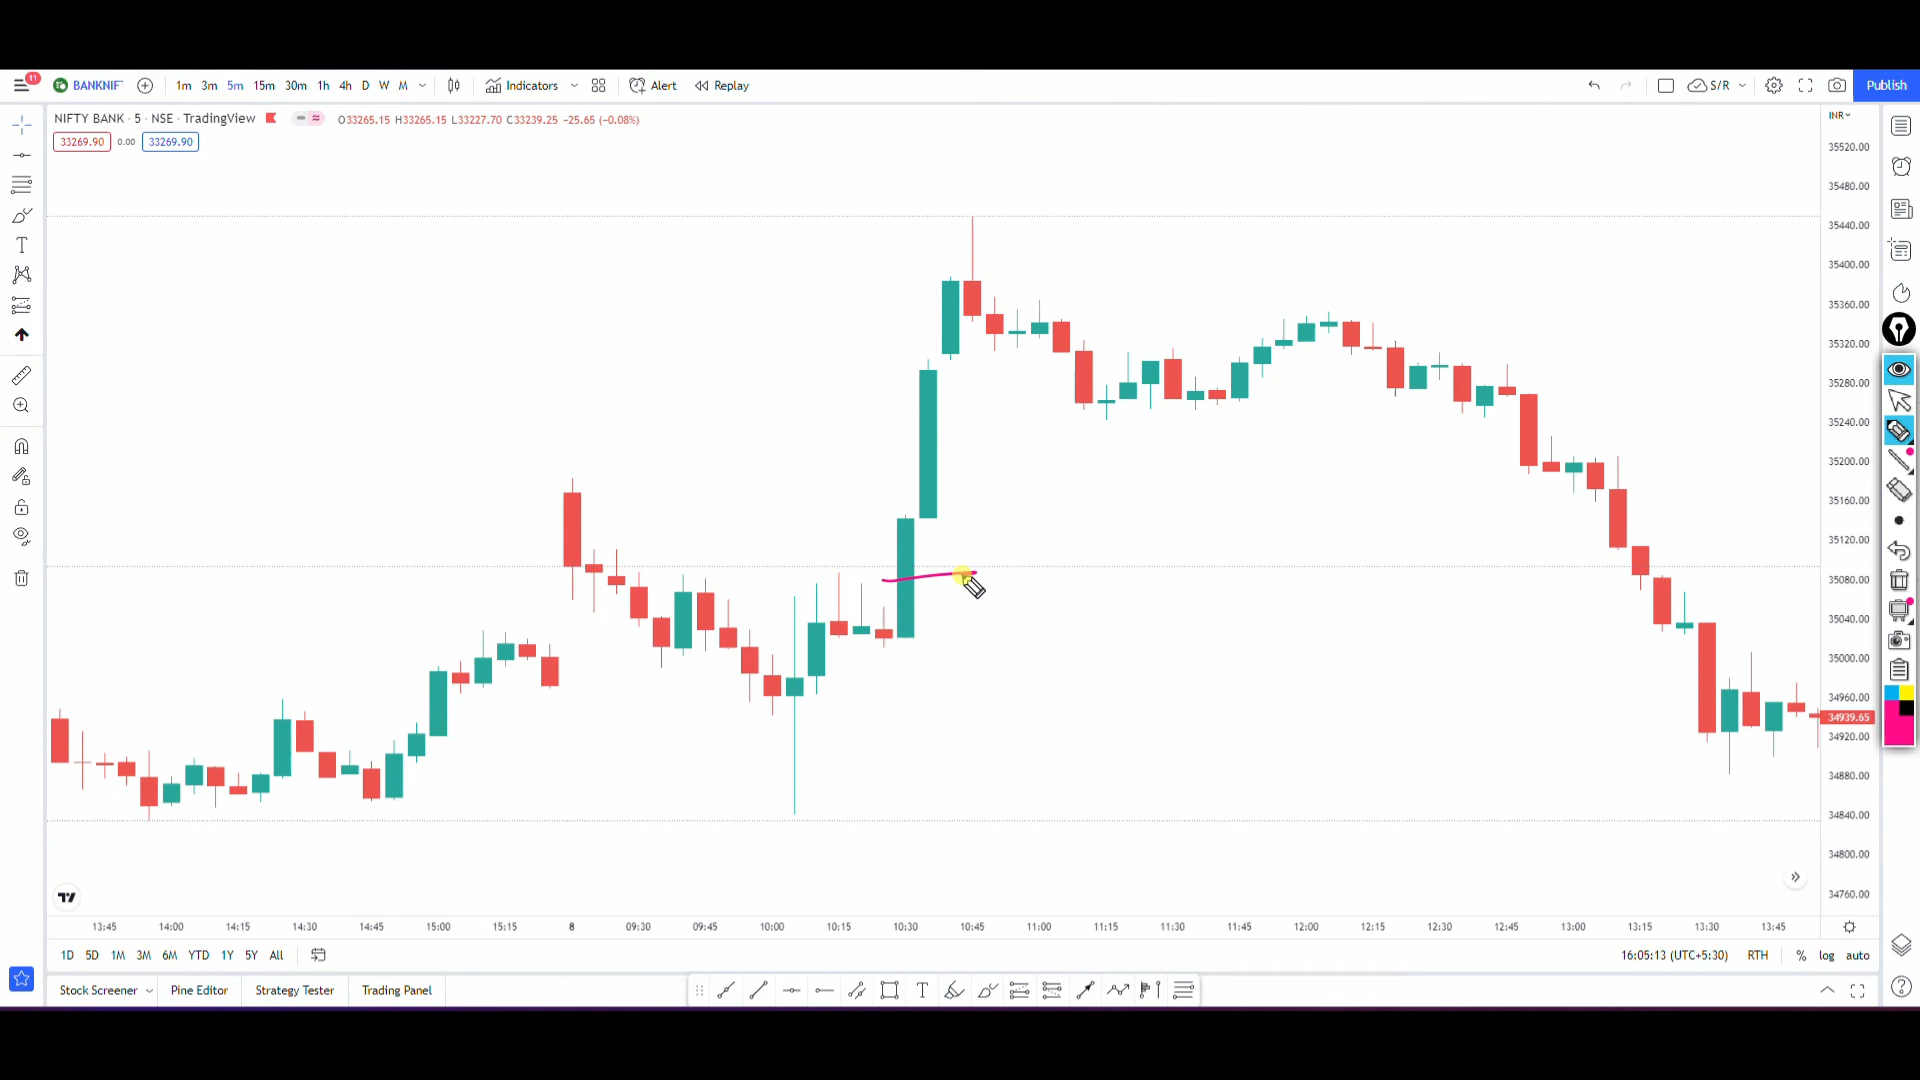 11
BANKNIF
1m 3m 5m 15m 30m 1h 4h D W M
Indicators
Alert
Replay
S/R
Publish
NIFTY BANK · 5 · NSE · TradingView
O33265.15 H33265.15 L33227.70 C33239.25 −25.65 (−0.08%)
33269.90 0.00 33269.90
INR
35520.00
35480.00
35440.00
35400.00
35360.00
35320.00
35280.00
35240.00
35200.00
35160.00
35120.00
35080.00
35040.00
35000.00
34960.00
34939.65
34920.00
34880.00
34840.00
34800.00
34760.00
13:45 14:00 14:15 14:30 14:45 15:00 15:15 8 09:30 09:45 10:00 10:15 10:30 10:45 11:00 11:15 11:30 11:45 12:00 12:15 12:30 12:45 13:00 13:15 13:30 13:45
1D 5D 1M 3M 6M YTD 1Y 5Y All
16:05:13 (UTC+5:30) RTH % log auto
Stock Screener Pine Editor Strategy Tester Trading Panel